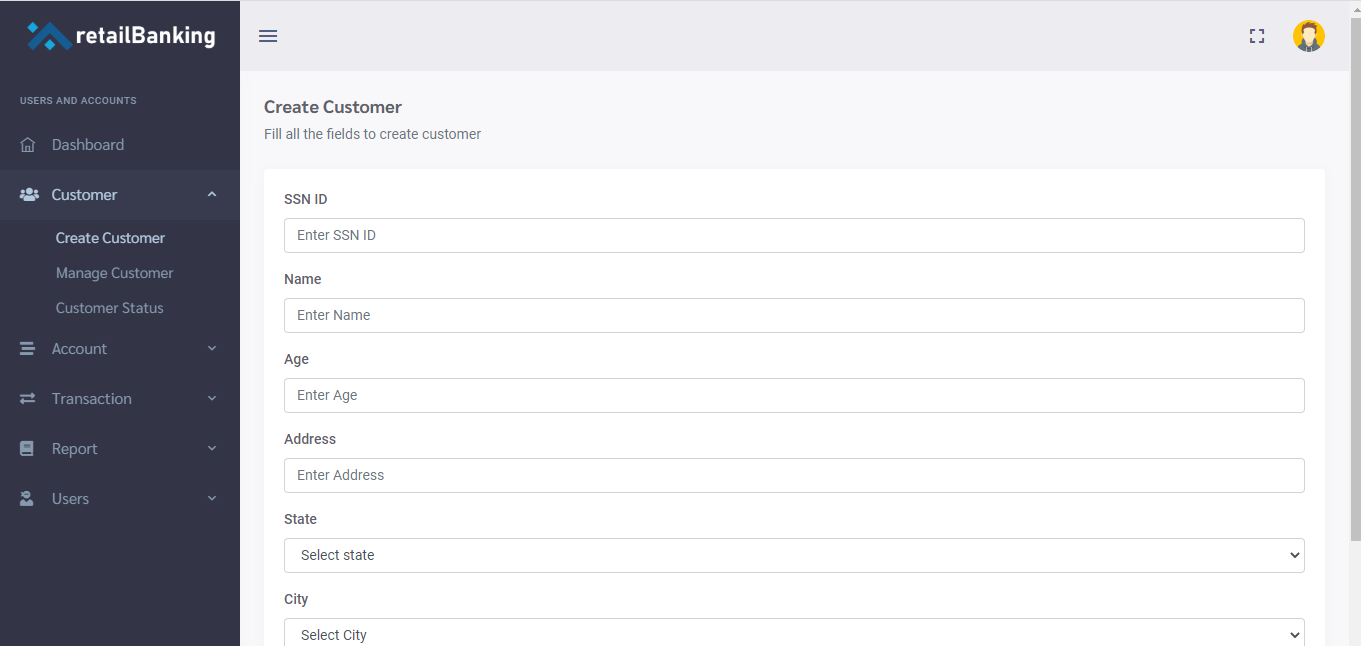 retailBanking
USERS AND ACCOUNTS
Dashboard
Customer
Create Customer
Manage Customer
Customer Status
Account
Transaction
Report
Users
Create Customer
Fill all the fields to create customer
SSN ID
Enter SSN ID
Name
Enter Name
Age
Enter Age
Address
Enter Address
State
Select state
City
Select City